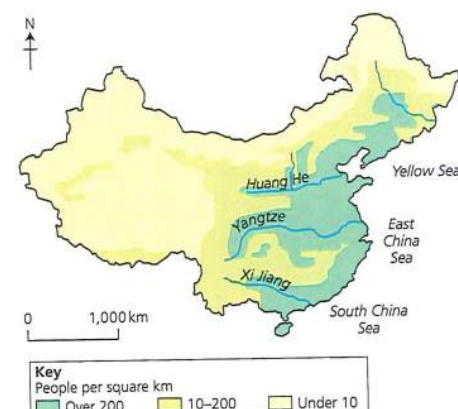 N
Huang He
Yellow Sea
Yangtze
East
China
Sea
Xi Jiang
South China
Sea
0 1,000 km
Key
People per square km
Over 200 10–200 Under 10